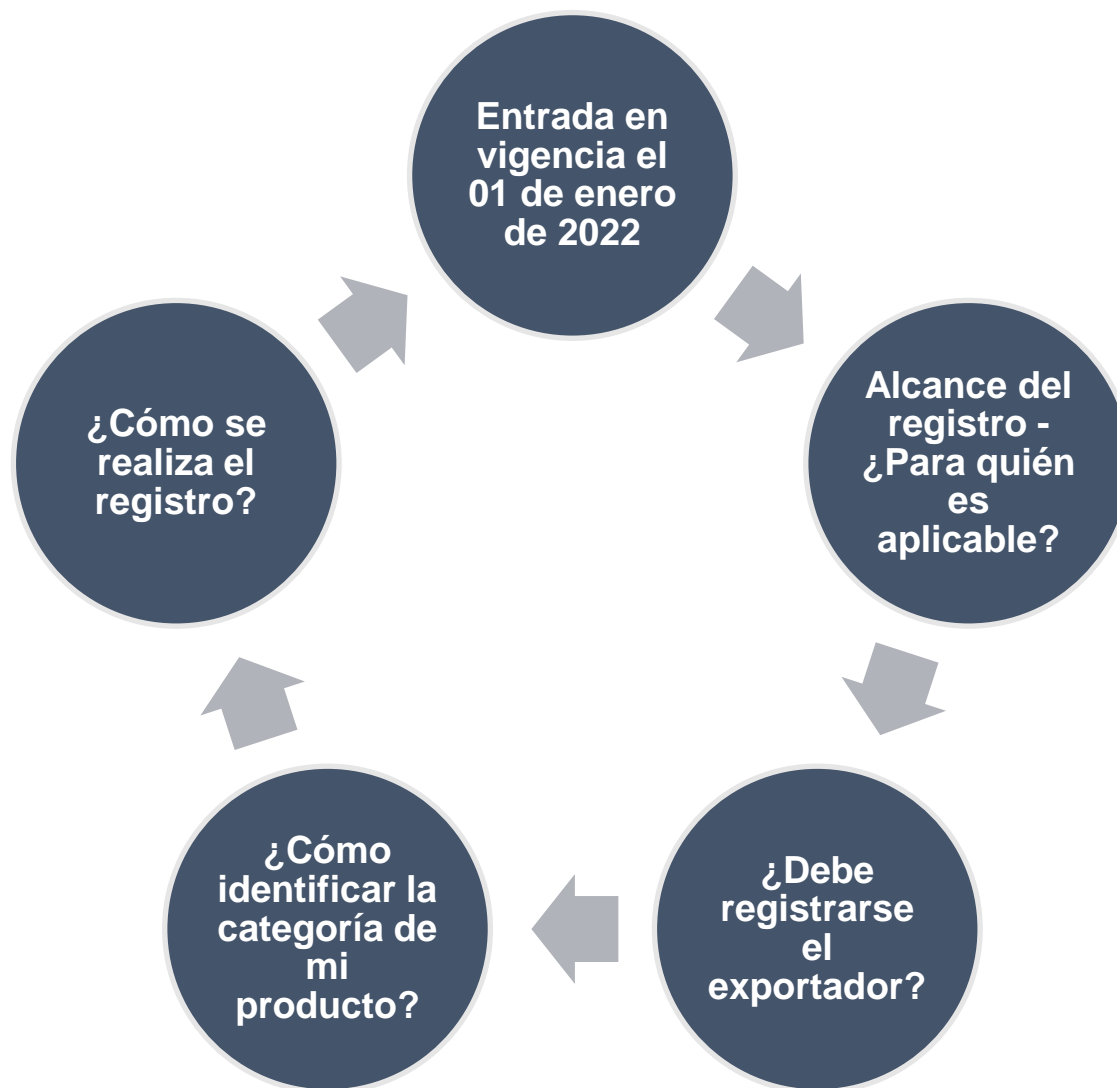 Entrada en
vigencia el
01 de enero
de 2022
Alcance del
registro -
¿Para quién
es
aplicable?
¿Debe
registrarse
el
exportador?
¿Cómo
identificar la
categoría de
mi
producto?
¿Cómo se
realiza el
registro?